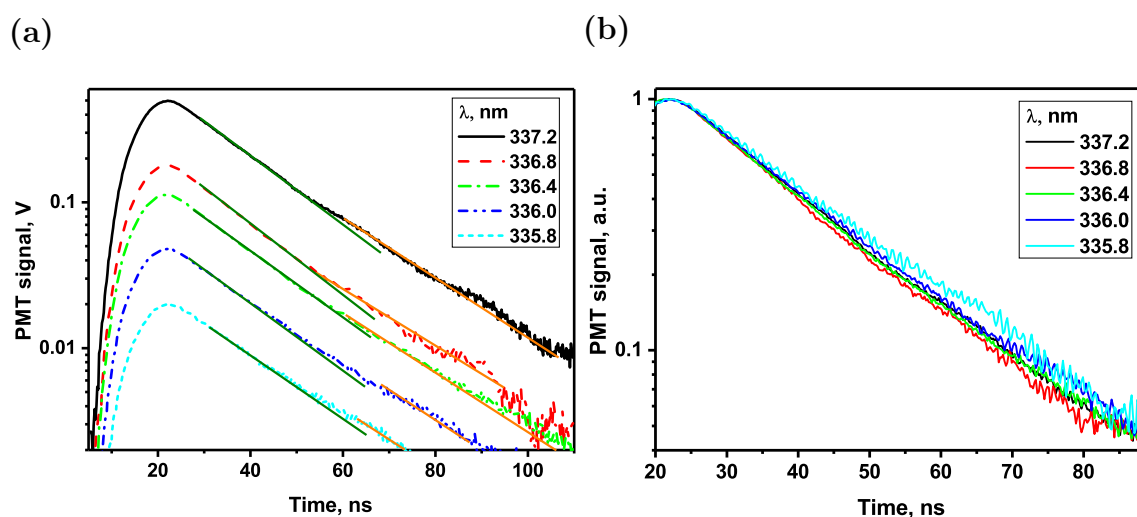 (a)
PMT signal, V
0.1
0.01
20 40 60 80 100
Time, ns
λ, nm
337.2
336.8
336.4
336.0
335.8
(b)
PMT signal, a.u.
1
0.1
20 30 40 50 60 70 80
Time, ns
λ, nm
337.2
336.8
336.4
336.0
335.8